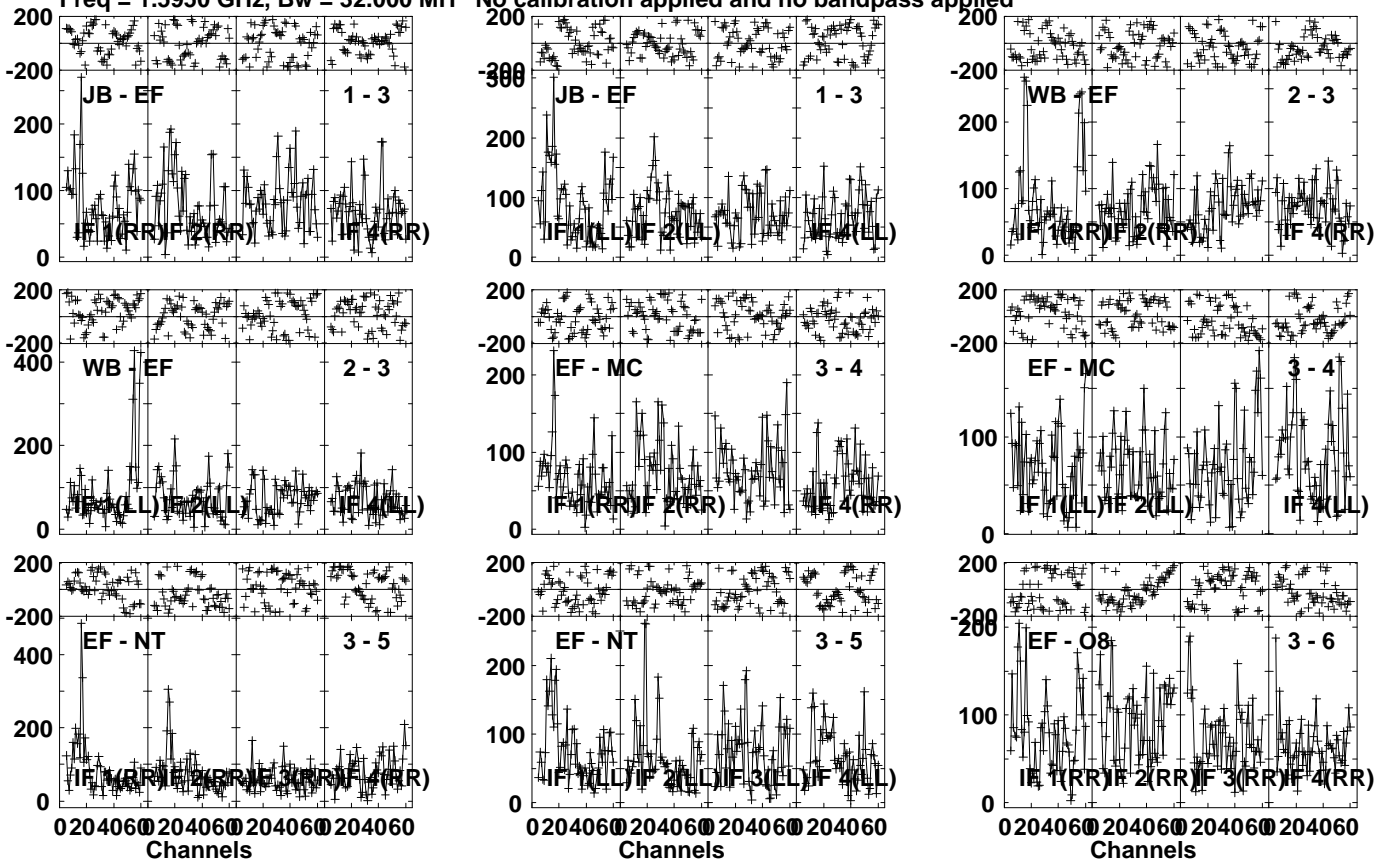 Freq = 1.5950 GHz, Bw = 32.000 MH No calibration applied and no bandpass applied
200
-200
JB - EF 1 - 3
200
100
0
IF 1(RR) IF 2(RR) IF 4(RR)
-200
300
JB - EF 1 - 3
200
100
0
IF 1(LL) IF 2(LL) IF 4(LL)
200
-200
WB - EF 2 - 3
200
100
0
IF 1(RR) IF 2(RR) IF 4(RR)
200
-200
400
WB - EF 2 - 3
200
0
IF 1(LL) IF 2(LL) IF 4(LL)
200
-200
EF - MC 3 - 4
200
100
0
IF 1(RR) IF 2(RR) IF 4(RR)
200
-200
EF - MC 3 - 4
100
0
IF 1(LL) IF 2(LL) IF 4(LL)
200
-200
EF - NT 3 - 5
400
200
0
IF 1(RR) IF 2(RR) IF 3(RR) IF 4(RR)
0 20 40 60 0 20 40 60 0 20 40 60 0 20 40 60
Channels
200
-200
EF - NT 3 - 5
200
100
0
IF 1(LL) IF 2(LL) IF 3(LL) IF 4(LL)
0 20 40 60 0 20 40 60 0 20 40 60 0 20 40 60
Channels
200
-200
200
EF - O8 3 - 6
100
0
IF 1(RR) IF 2(RR) IF 3(RR) IF 4(RR)
0 20 40 60 0 20 40 60 0 20 40 60 0 20 40 60
Channels